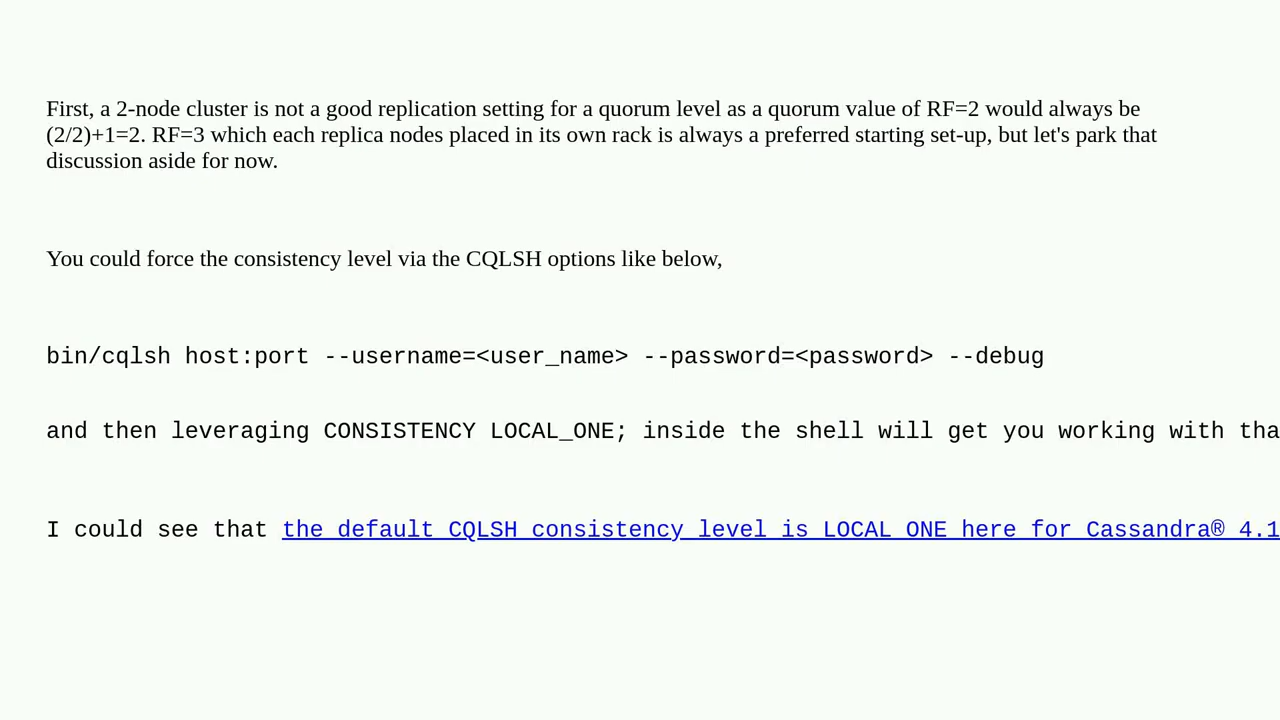 First, a 2-node cluster is not a good replication setting for a quorum level as a quorum value of RF=2 would always be
(2/2)+1=2. RF=3 which each replica nodes placed in its own rack is always a preferred starting set-up, but let's park that
discussion aside for now.
You could force the consistency level via the CQLSH options like below,
bin/cqlsh host:port --username=<user_name> --password=<password> --debug
and then leveraging CONSISTENCY LOCAL_ONE; inside the shell will get you working with
I could see that the default CQLSH consistency level is LOCAL_ONE here for Cassandra® 4.1